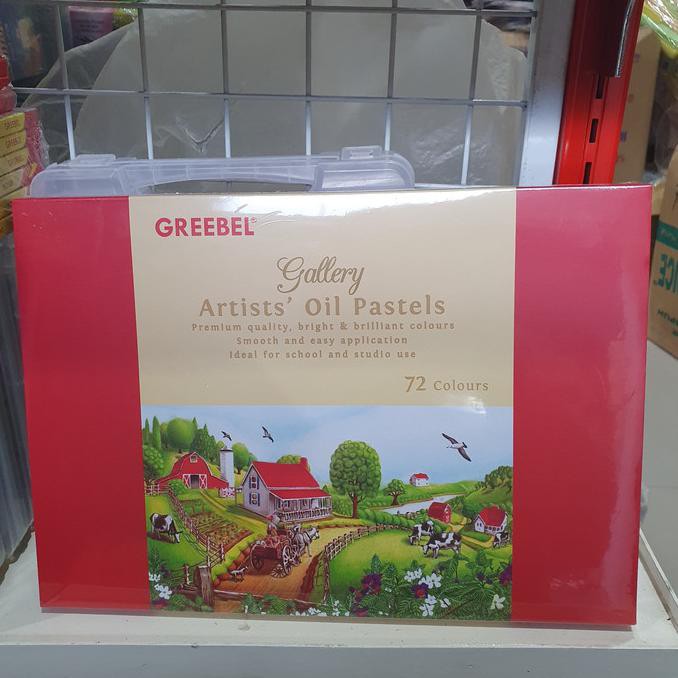 GREEBEL®
Gallery
Artists' Oil Pastels
Premium quality, bright & brilliant colours
Smooth and easy application
Ideal for school and studio use
72 Colours
GREEBEL